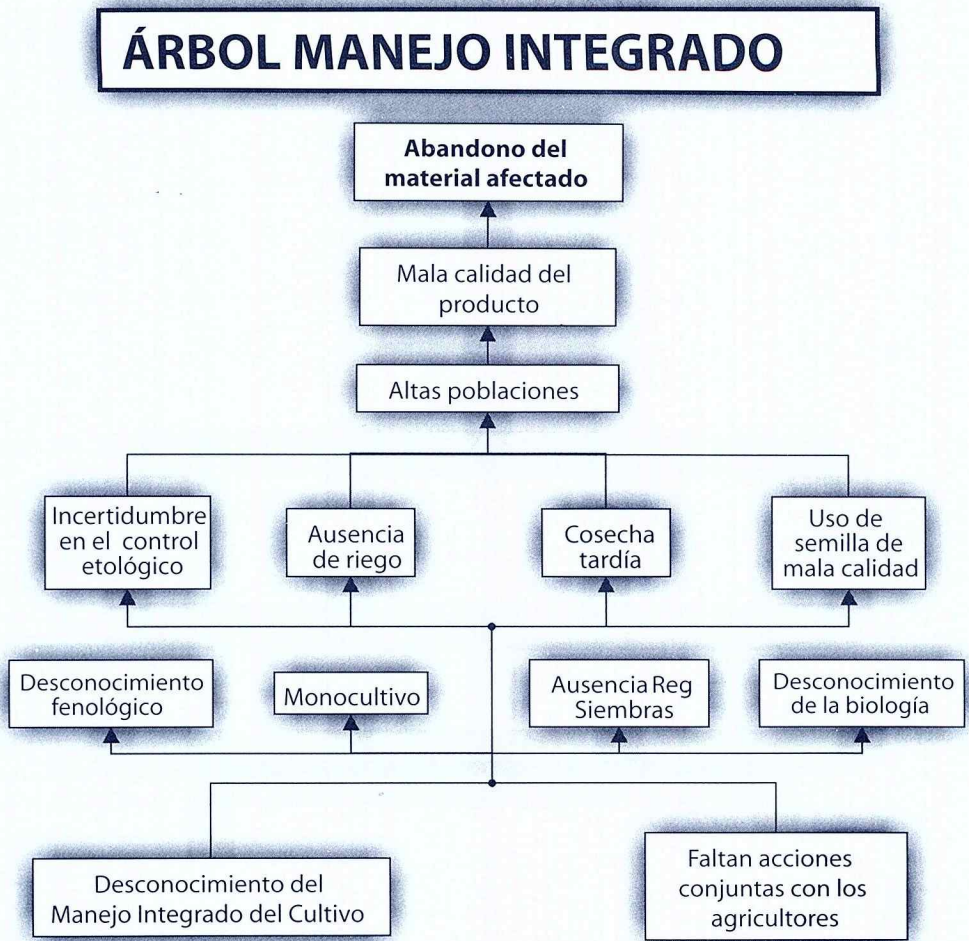 ÁRBOL MANEJO INTEGRADO
Abandono del
material afectado
Mala calidad del
producto
Altas poblaciones
Incertidumbre
en el control
etológico
Ausencia
de riego
Cosecha
tardía
Uso de
semilla de
mala calidad
Desconocimiento
fenológico
Monocultivo
Ausencia Reg
Siembras
Desconocimiento
de la biología
Desconocimiento del
Manejo Integrado del Cultivo
Faltan acciones
conjuntas con los
agricultores